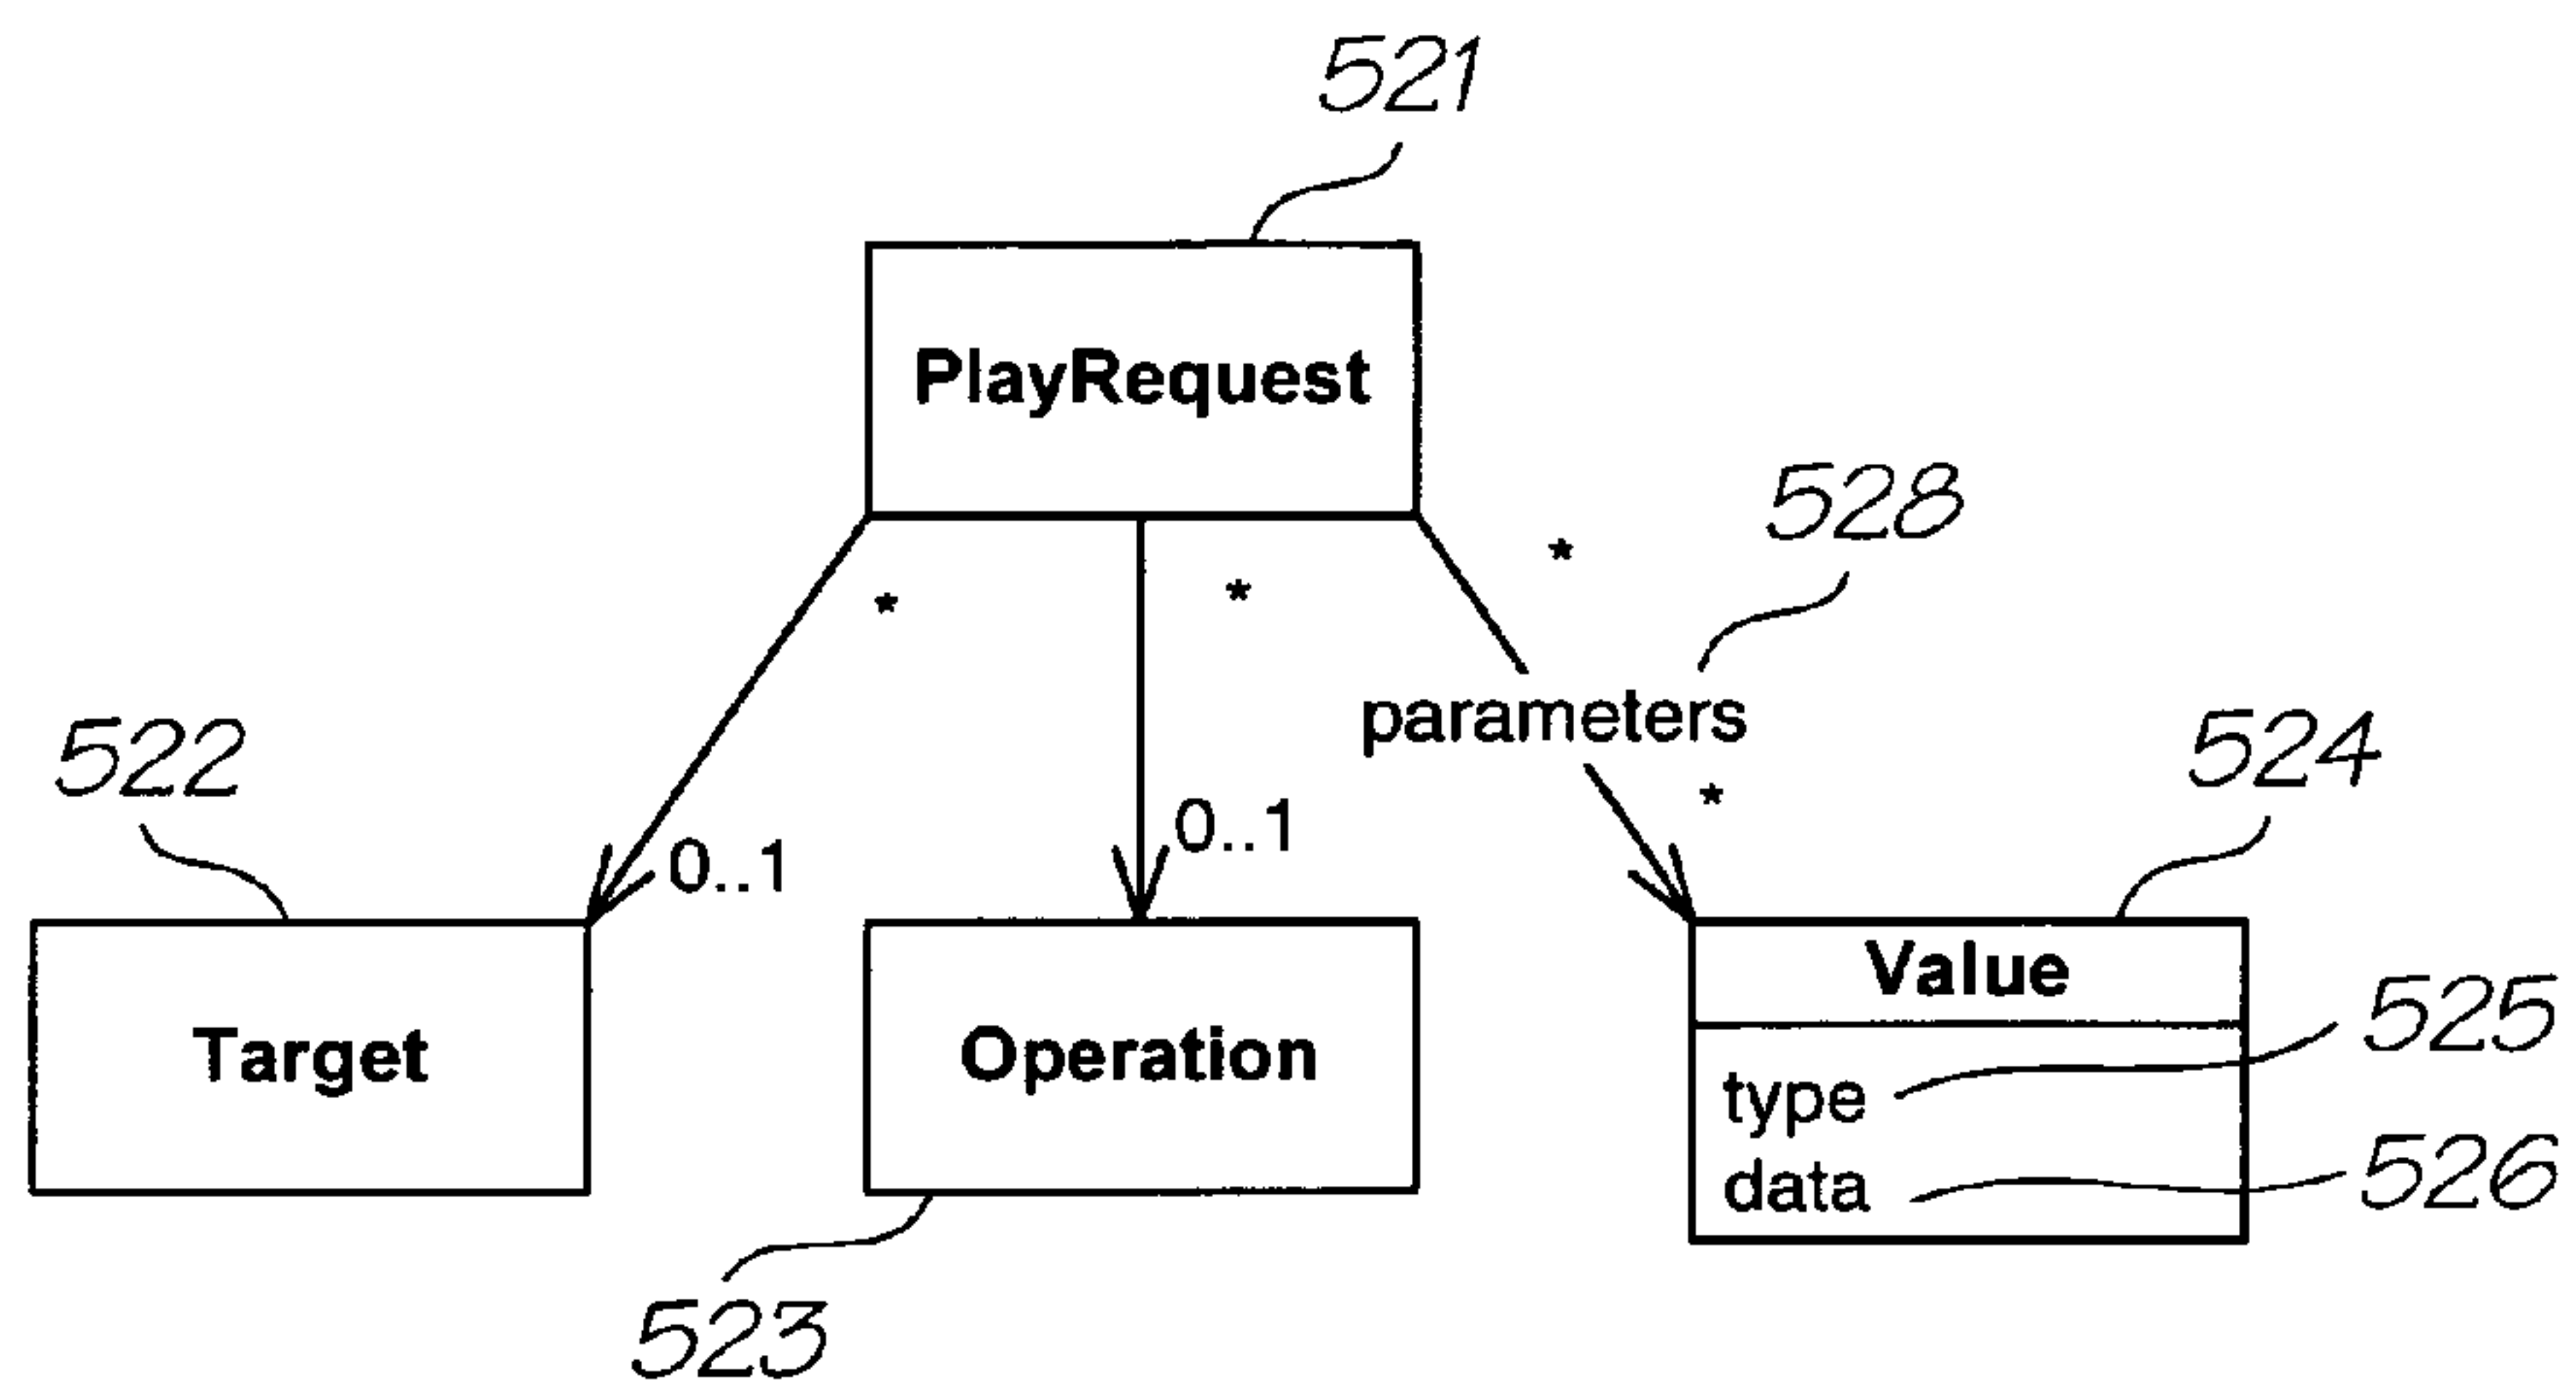 521
PlayRequest
528
*
*
*
parameters
522
524
*
0..1
0..1
Value
525
Target
Operation
type
data
526
523